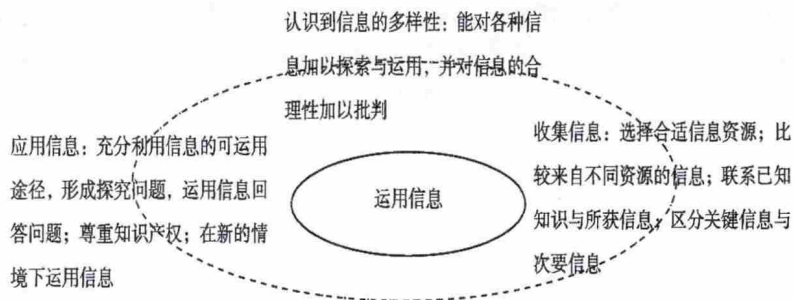 认识到信息的多样性：能对各种信
息加以探索与运用，并对信息的合
理性加以批判
应用信息：充分利用信息的可运用
途径，形成探究问题，运用信息回
答问题；尊重知识产权；在新的情
境下运用信息
运用信息
收集信息：选择合适信息资源；比
较来自不同资源的信息；联系已知
知识与所获信息；区分关键信息与
次要信息